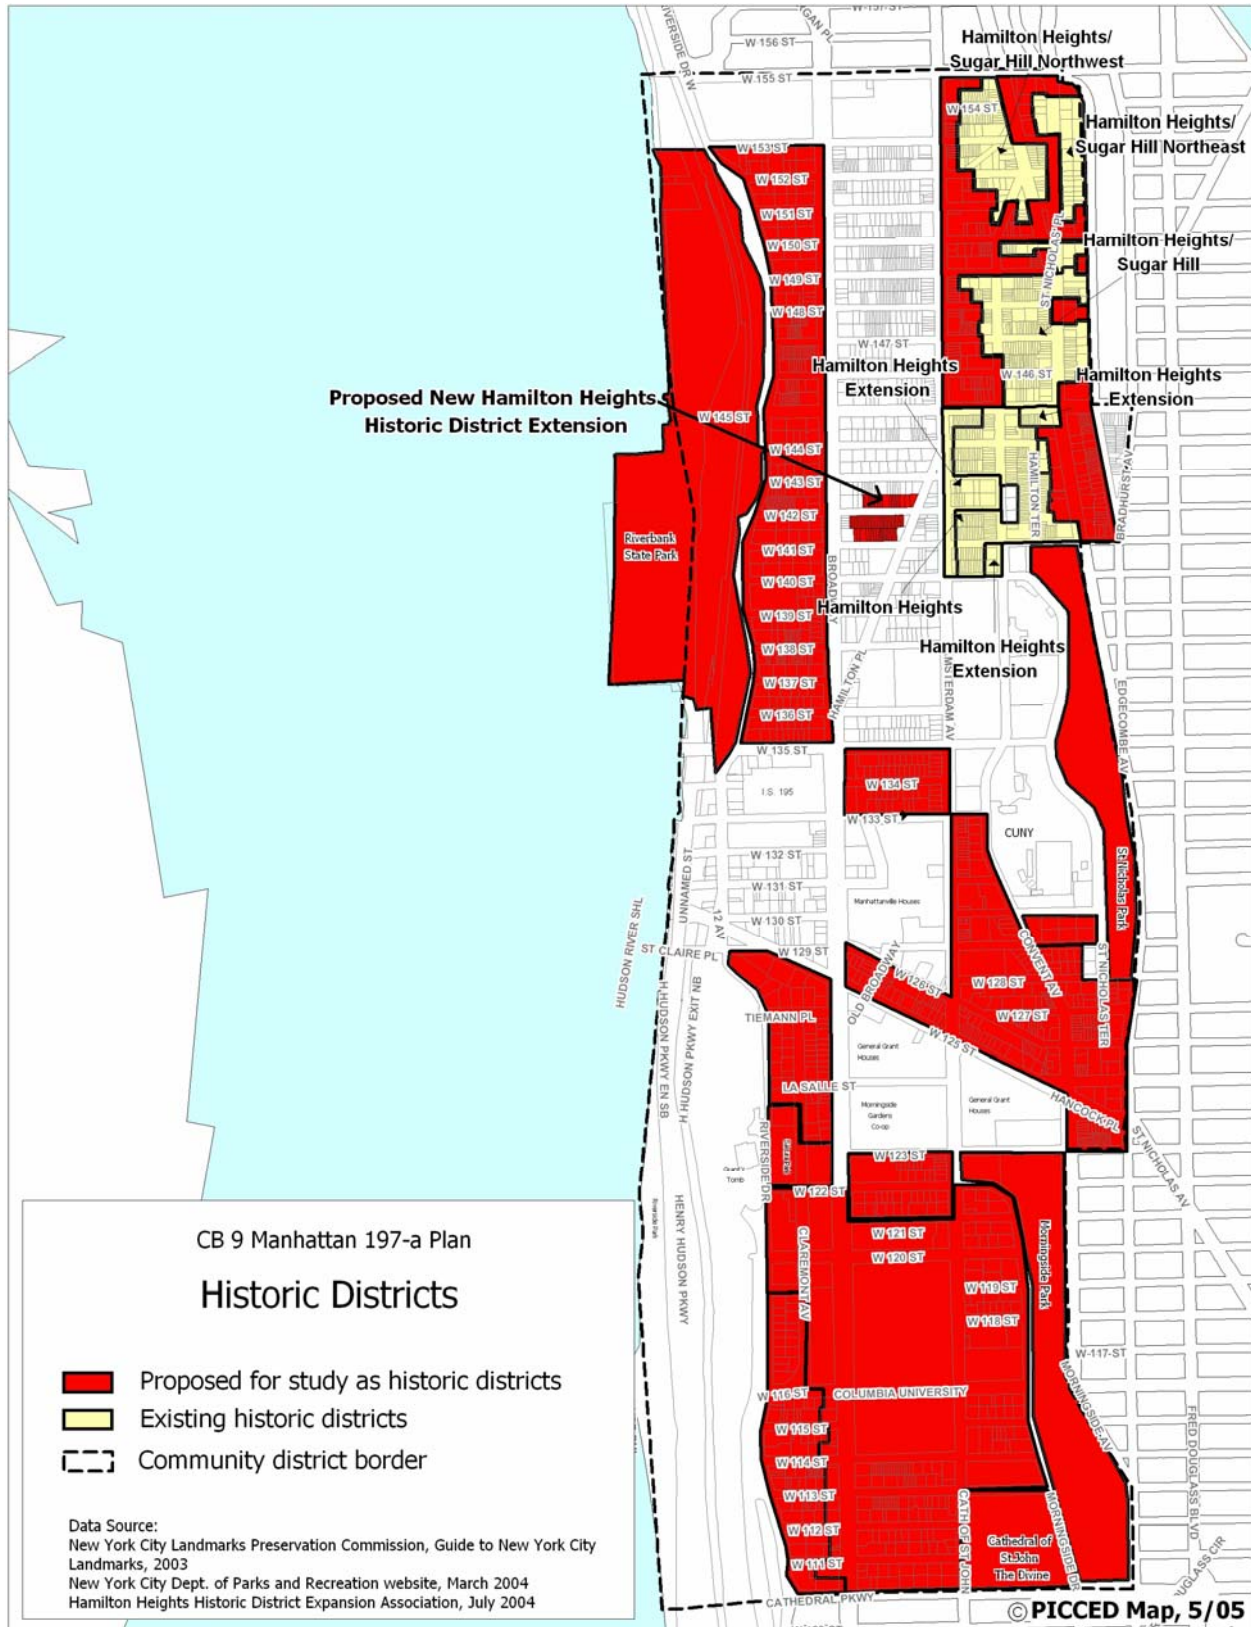 W 157 ST
W 156 ST
W 155 ST
RIVERSIDE DR W
Hamilton Heights/
Sugar Hill Northwest
W 154 ST
Hamilton Heights/
Sugar Hill Northeast
W 153 ST
W 152 ST
W 151 ST
W 150 ST
W 149 ST
W 148 ST
ST NICHOLAS PL
Hamilton Heights/
Sugar Hill
W 147 ST
Hamilton Heights
Extension
W 146 ST
Hamilton Heights
Extension
Proposed New Hamilton Heights
Historic District Extension
W 145 ST
W 144 ST
W 143 ST
W 142 ST
W 141 ST
W 140 ST
W 139 ST
W 138 ST
W 137 ST
W 136 ST
W 135 ST
Riverbank
State Park
HAMILTON TER
BRADHURST AV
BROADWAY
Hamilton Heights
Hamilton Heights
Extension
HAMILTON PL
AMSTERDAM AV
EDGECOMBE AV
W 134 ST
I.S. 195
W 133 ST
CUNY
W 132 ST
W 131 ST
W 130 ST
W 129 ST
UNNAMED ST
12 AV
Manhattanville Houses
St Nicholas Park
HUDSON RIVER SHL
ST CLAIRE PL
OLD BROADWAY
W 126 ST
CONVENT AV
W 128 ST
W 127 ST
ST NICHOLAS TER
H HUDSON PKWY EN SB
H HUDSON PKWY EXIT NB
TIEMANN PL
W 125 ST
General Grant
Houses
LA SALLE ST
Morningside
Gardens
Co-op
General Grant
Houses
HANCOCK PL
ST NICHOLAS AV
RIVERSIDE DR
Grant's
Tomb
W 123 ST
W 122 ST
W 121 ST
W 120 ST
Riverside Park
HENRY HUDSON PKWY
CLAREMONT AV
W 119 ST
W 118 ST
Morningside Park
W 117 ST
W 116 ST
COLUMBIA UNIVERSITY
MORNINGSIDE AV
FRED DOUGLASS BLVD
W 115 ST
W 114 ST
W 113 ST
W 112 ST
W 111 ST
CATH OF ST JOHN
Cathedral of
St.John
The Divine
MORNINGSIDE DR
CATHEDRAL PKWY
CB 9 Manhattan 197-a Plan
Historic Districts
Proposed for study as historic districts
Existing historic districts
Community district border
Data Source:
New York City Landmarks Preservation Commission, Guide to New York City
Landmarks, 2003
New York City Dept. of Parks and Recreation website, March 2004
Hamilton Heights Historic District Expansion Association, July 2004
© PICCED Map, 5/05